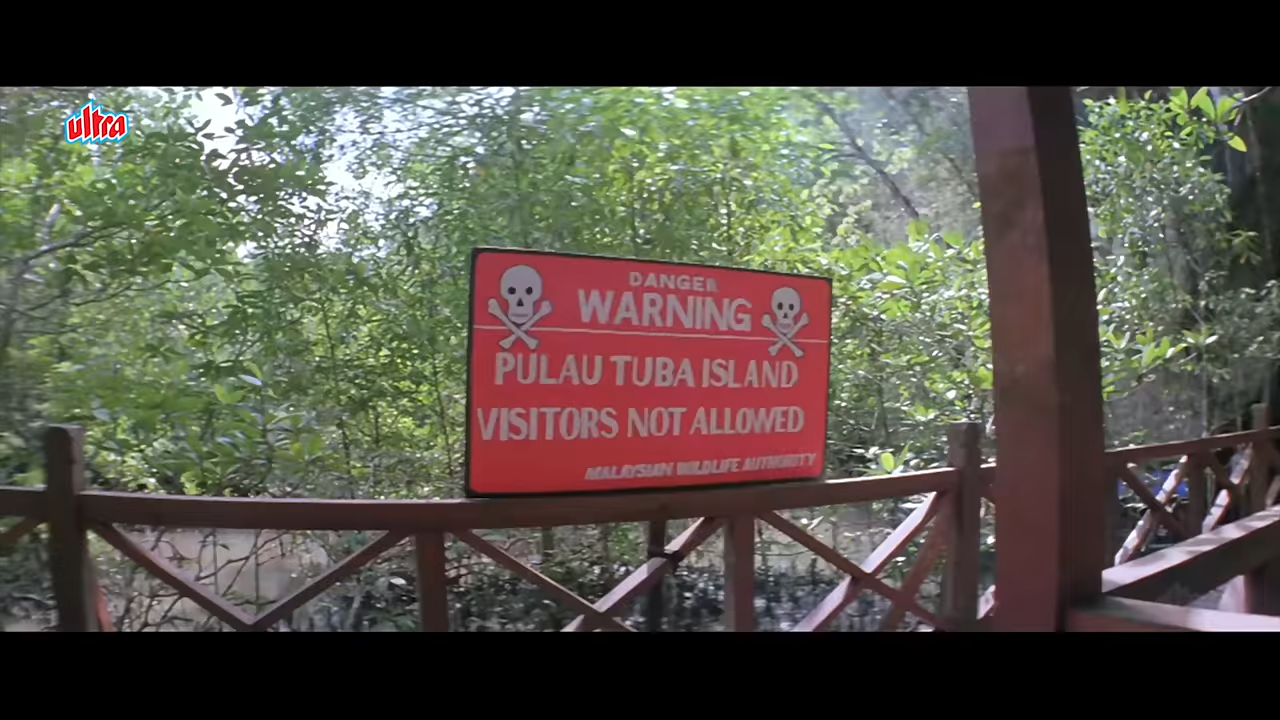 ultra
DANGER
WARNING
PULAU TUBA ISLAND
VISITORS NOT ALLOWED
MALAYSIAN WILDLIFE AUTHORITY